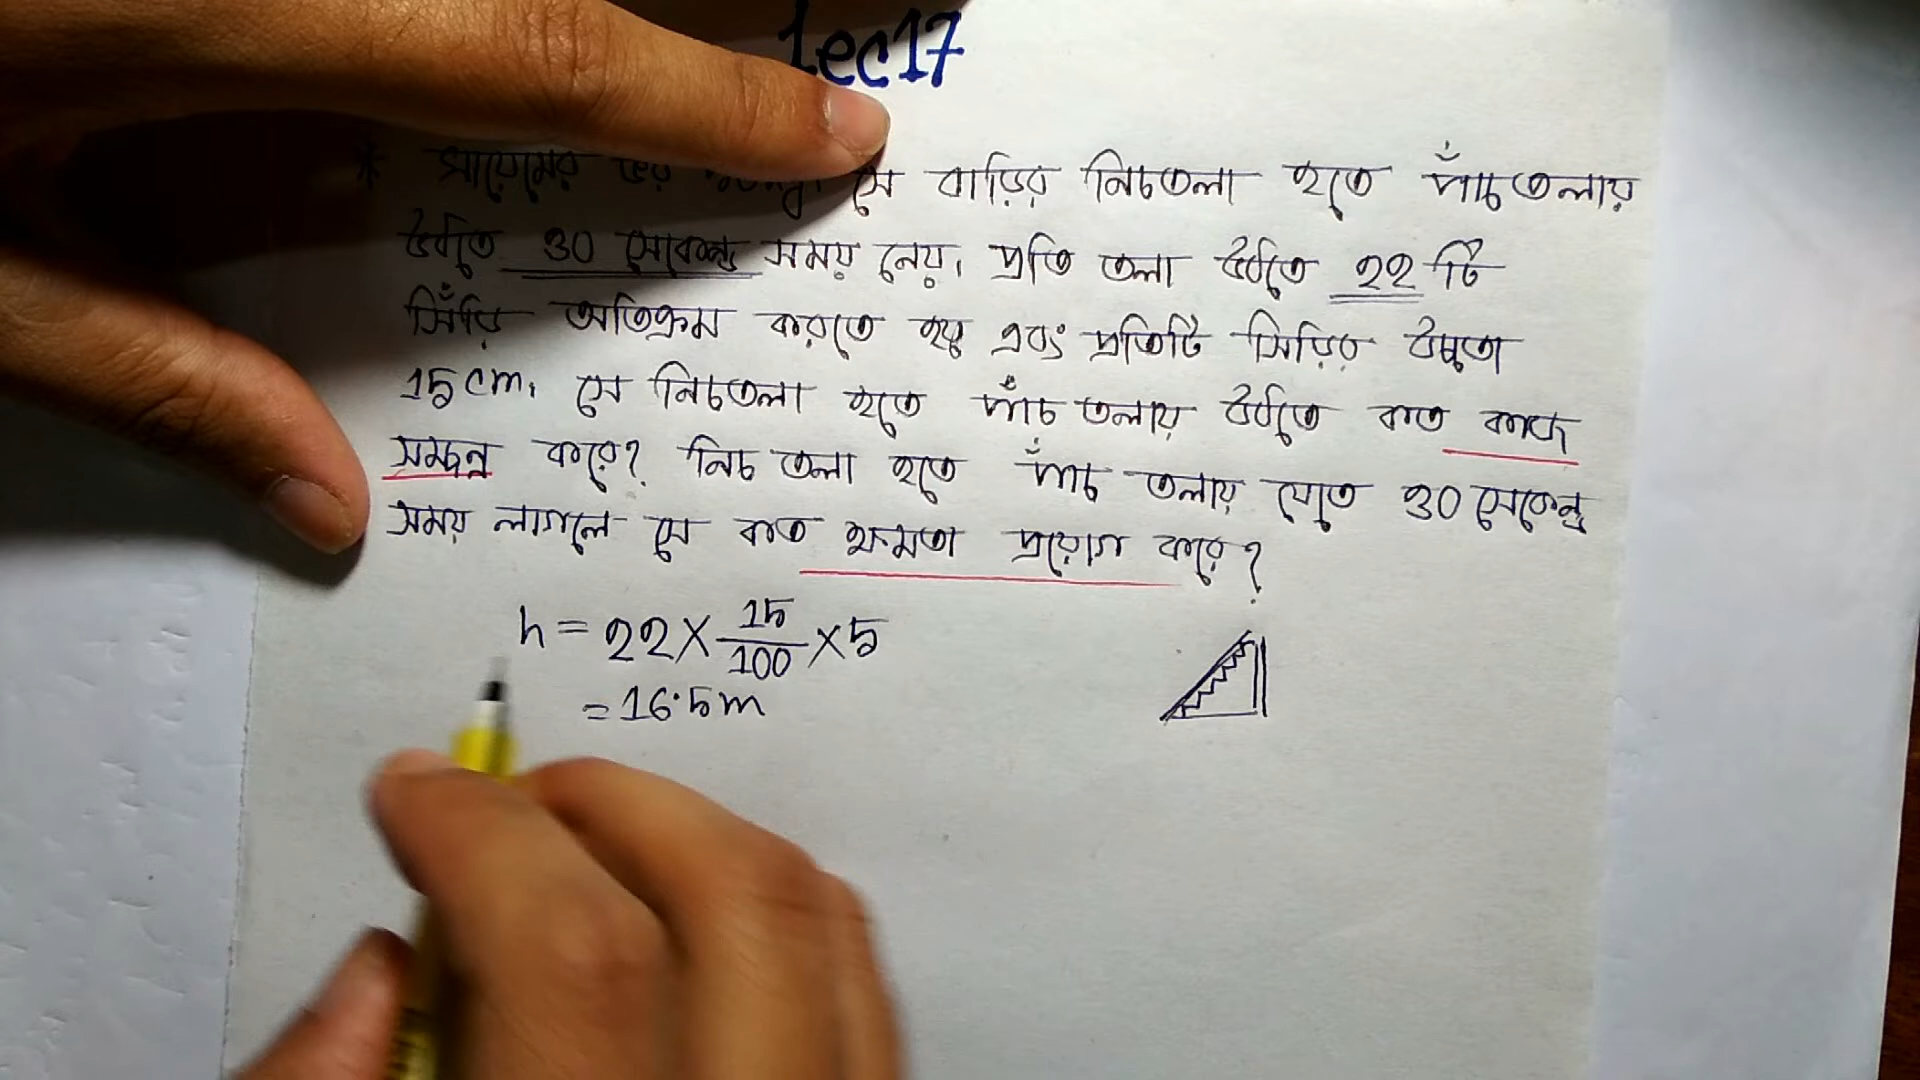 lec17
* সায়েমের ভর সে বাড়ির নিচতলা হতে পাঁচতলায়
উঠতে 30 সেকেন্ড সময় নেয়। প্রতি তলা উঠতে 22 টি
সিঁড়ি অতিক্রম করতে হয় এবং প্রতিটি সিড়ির উচ্চতা
15cm। সে নিচতলা হতে পাঁচ তলায় উঠতে কত কাজ
সম্পন্ন করে? নিচ তলা হতে পাঁচ তলায় যেতে 30 সেকেন্ড
সময় লাগলে সে কত ক্ষমতা প্রয়োগ করে?
h = 22 × 15/100 × 5
= 16.5m